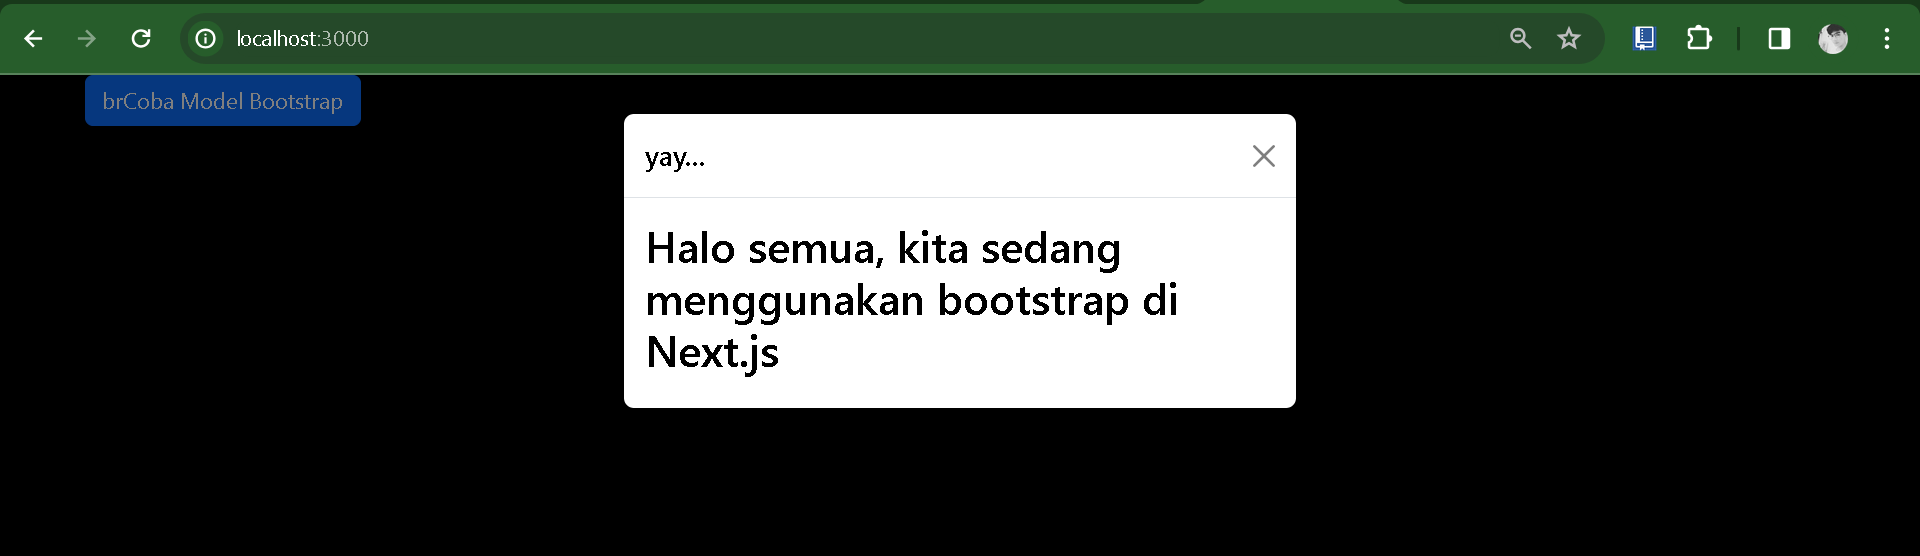 localhost:3000
brCoba Model Bootstrap
yay...
Halo semua, kita sedang
menggunakan bootstrap di
Next.js